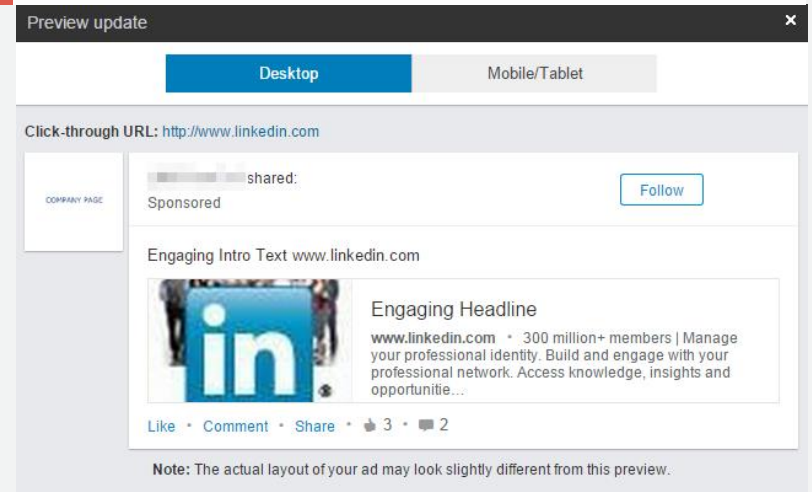 Preview update ×
Desktop Mobile/Tablet
Click-through URL: http://www.linkedin.com
COMPANY PAGE
shared:
Follow
Sponsored
Engaging Intro Text www.linkedin.com
in
Engaging Headline
www.linkedin.com • 300 million+ members | Manage
your professional identity. Build and engage with your
professional network. Access knowledge, insights and
opportunitie...
Like • Comment • Share • 3 • 2
Note: The actual layout of your ad may look slightly different from this preview.